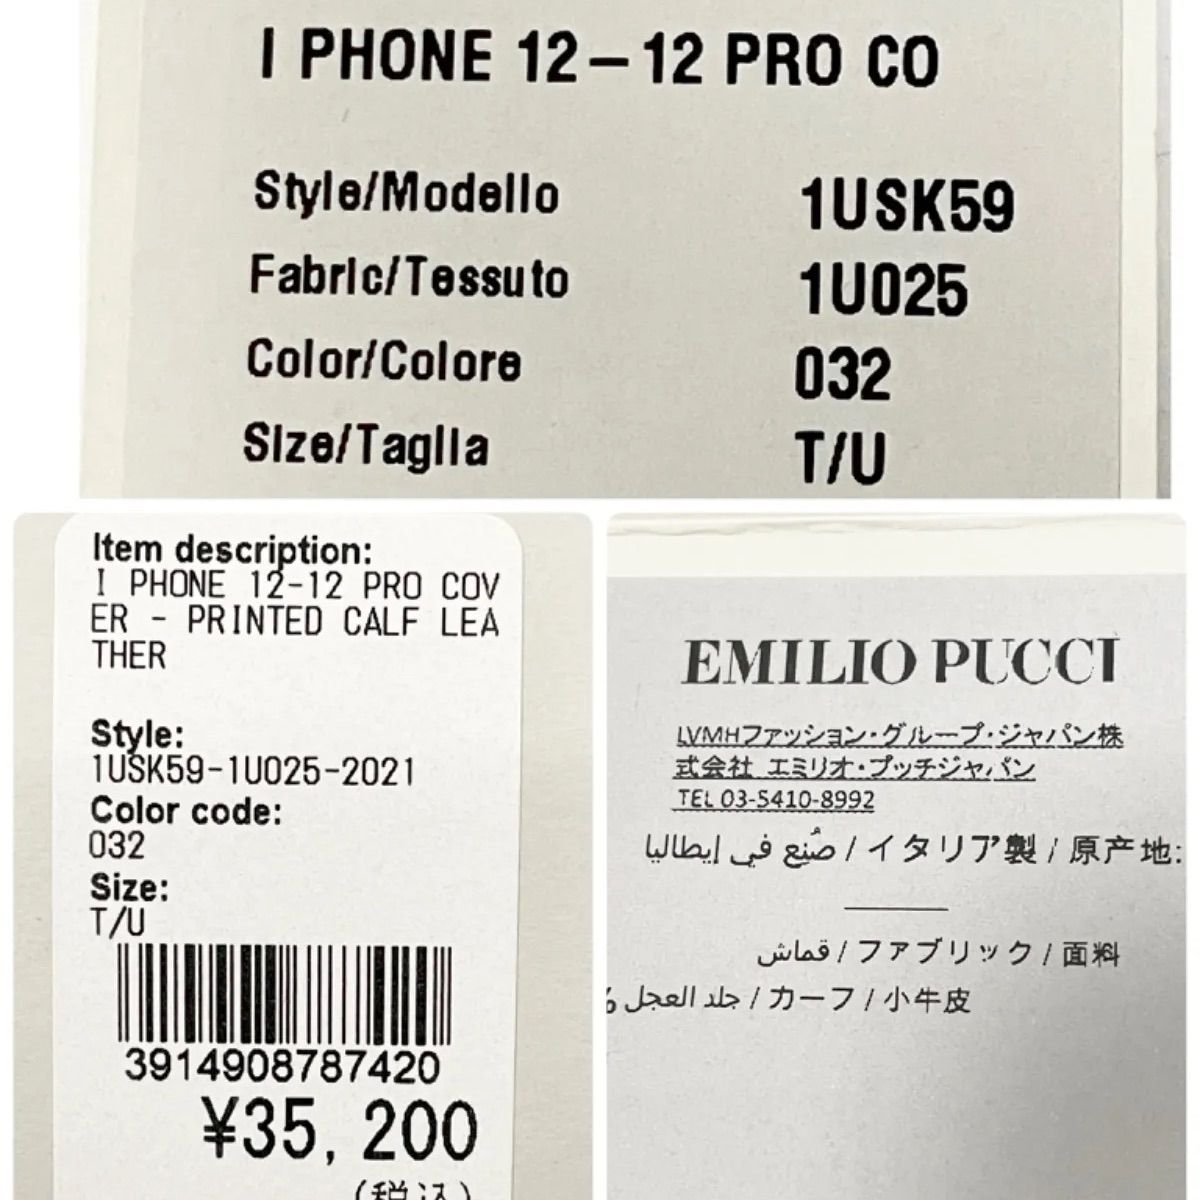 I PHONE 12-12 PRO CO
Style/Modello 1USK59
Fabric/Tessuto 1U025
Color/Colore 032
Size/Taglia T/U
Item description:
I PHONE 12-12 PRO COV
ER - PRINTED CALF LEA
THER
Style:
1USK59-1U025-2021
Color code:
032
Size:
T/U
3914908787420
¥35, 200
(税込)
EMILIO PUCCI
LVMHファッション・グループ・ジャパン株
式会社 エミリオ・プッチジャパン
TEL 03-5410-8992
صُنِع في إيطاليا / イタリア製 / 原产地:
قماش / ファブリック / 面料
% جلد العجل / カーフ / 小牛皮